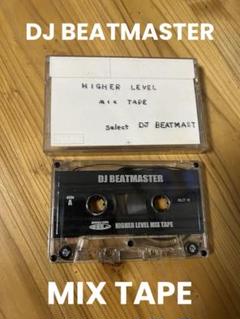 DJ BEATMASTER
HIGHER LEVEL
MIX TAPE
Select DJ BEATMAST
DJ BEATMASTER
A
HIGHER LEVEL MIX TAPE
MIX TAPE